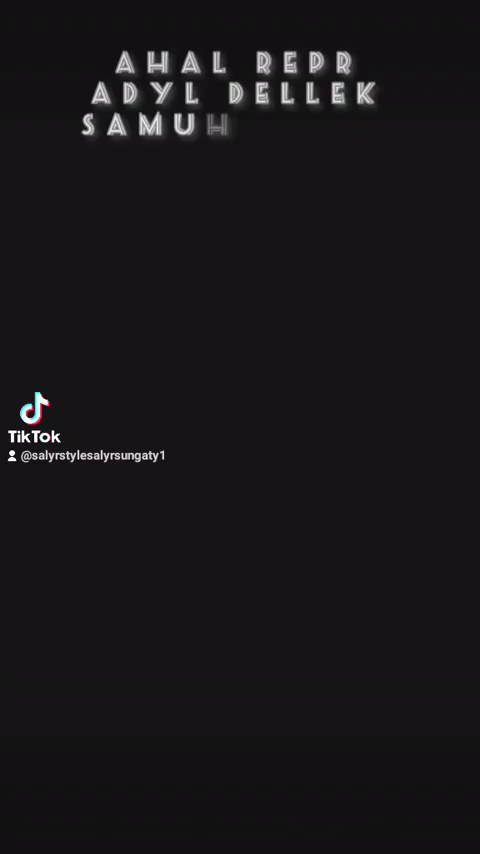 AHAL REPR
ADYL DELLEK
SAMUH
TikTok
@salyrstylesalyrsungaty1